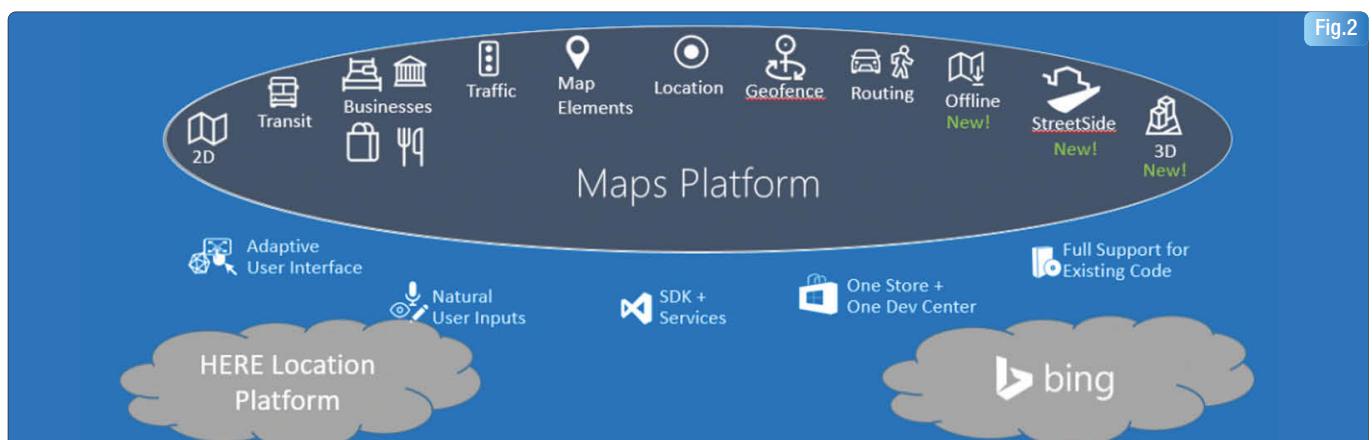 Fig.2
2D
Transit
Businesses
Traffic
Map
Elements
Location
Geofence
Routing
Offline
New!
StreetSide
New!
3D
New!
Maps Platform
Adaptive
User Interface
Natural
User Inputs
SDK +
Services
One Store +
One Dev Center
Full Support for
Existing Code
HERE Location
Platform
bing